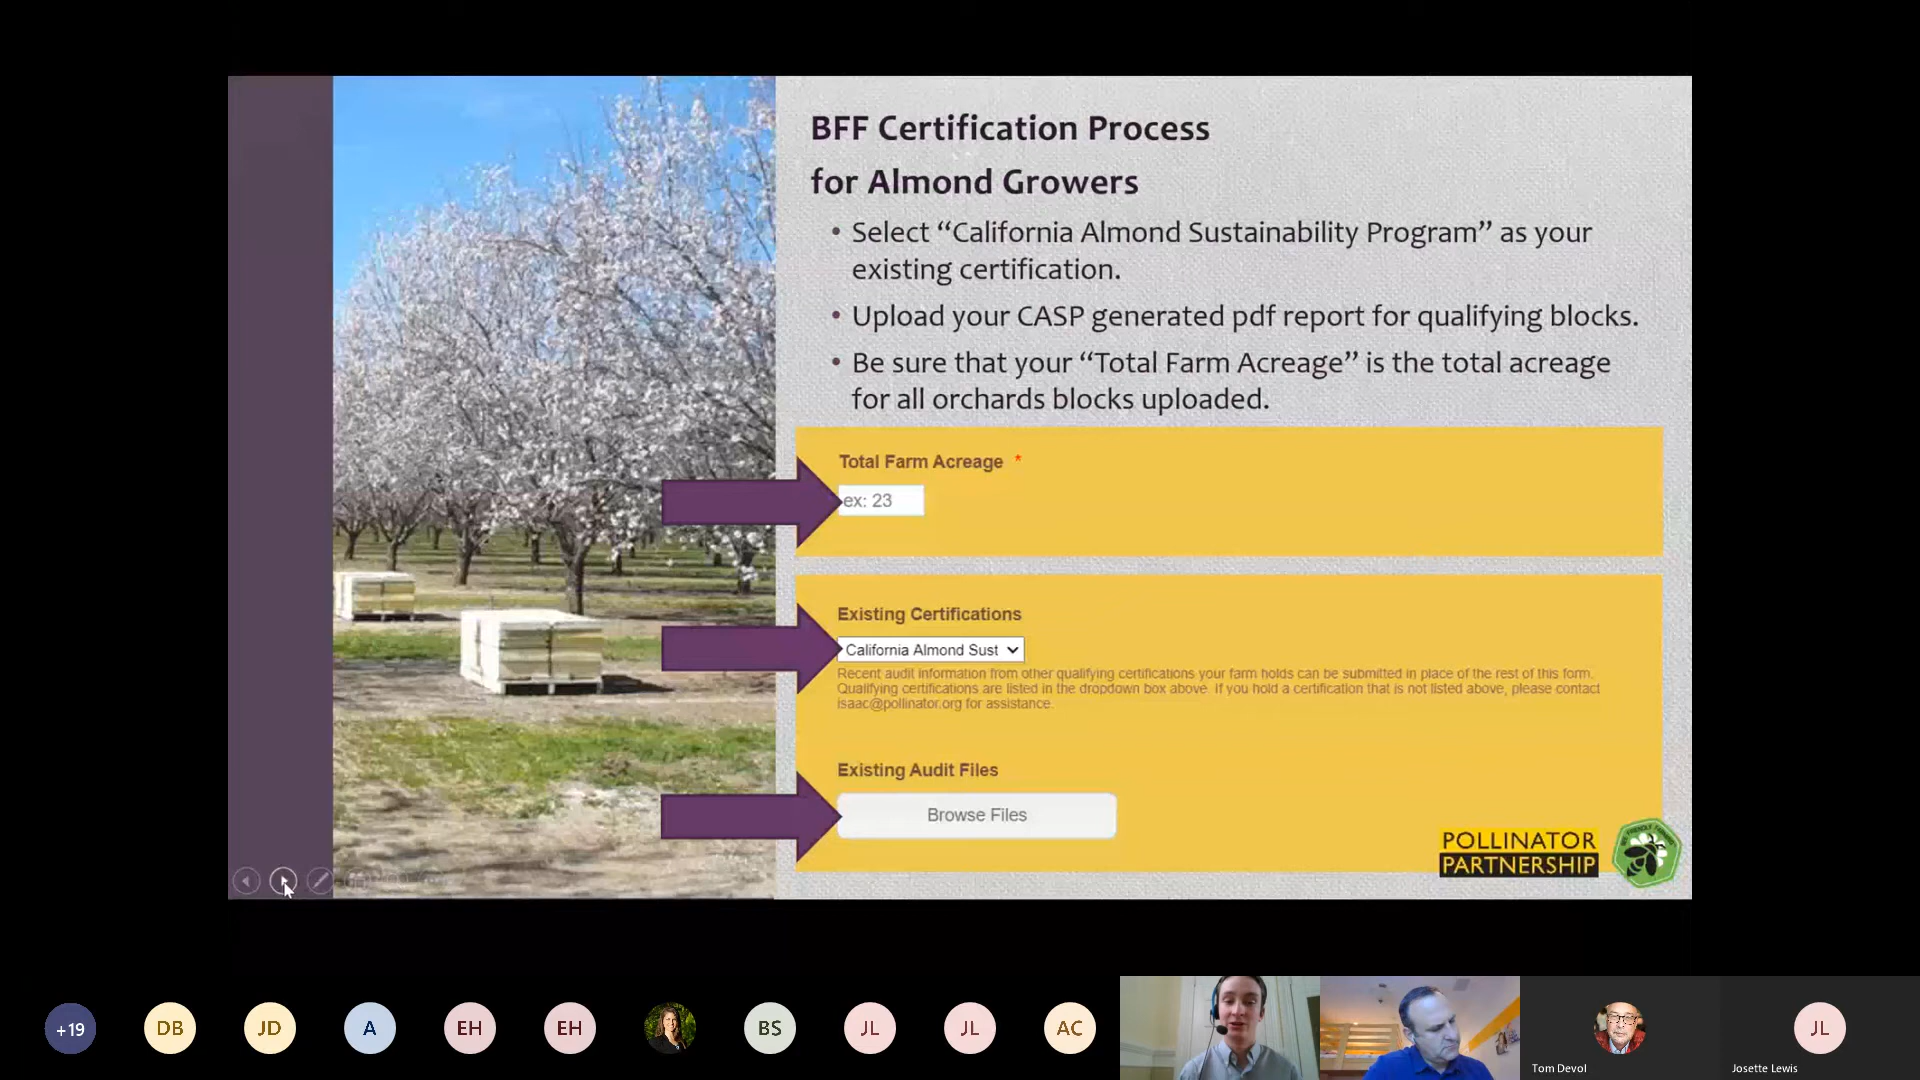 BFF Certification Process
for Almond Growers
• Select “California Almond Sustainability Program” as your
existing certification.
• Upload your CASP generated pdf report for qualifying blocks.
• Be sure that your “Total Farm Acreage” is the total acreage
for all orchards blocks uploaded.
Total Farm Acreage *
ex: 23
Existing Certifications
California Almond Sust
Recent audit information from other qualifying certifications your farm holds can be submitted in place of the rest of this form.
Qualifying certifications are listed in the dropdown box above. If you hold a certification that is not listed above, please contact
isaac@pollinator.org for assistance.
Existing Audit Files
Browse Files
POLLINATOR
PARTNERSHIP
+19
DB
JD
A
EH
EH
BS
JL
JL
AC
Tom Devol
JL
Josette Lewis